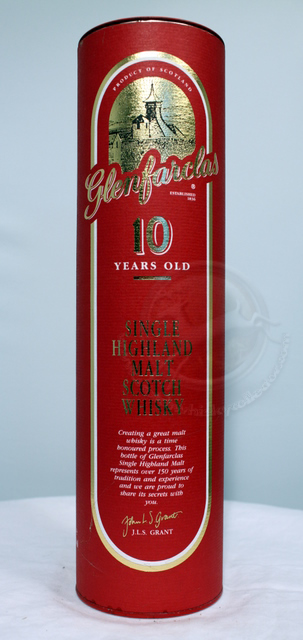 PRODUCT OF SCOTLAND
Glenfarclas®
ESTABLISHED
1836
10
YEARS OLD
SINGLE
HIGHLAND
MALT
SCOTCH
WHISKY
Creating a great malt
whisky is a time
honoured process. This
bottle of Glenfarclas
Single Highland Malt
represents over 150 years of
tradition and experience
and we are proud to
share its secrets with
you.
John L. S. Grant
J.L.S. GRANT